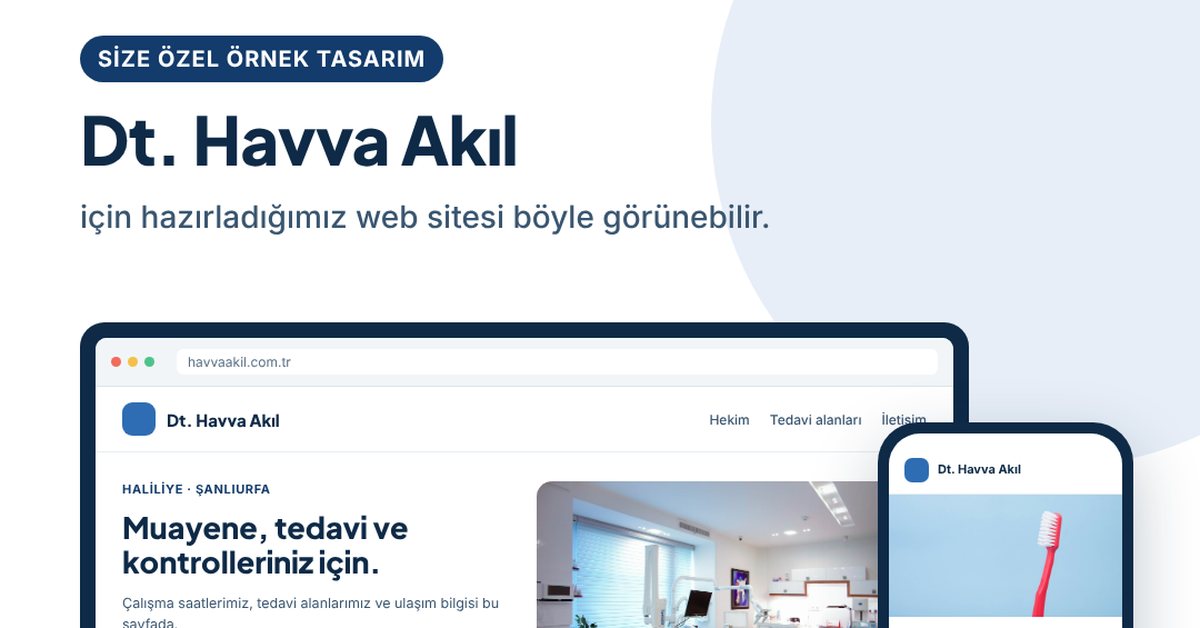 SİZE ÖZEL ÖRNEK TASARIM
Dt. Havva Akıl
için hazırladığımız web sitesi böyle görünebilir.
havvaakil.com.tr
Dt. Havva Akıl
Hekim Tedavi alanları İletişim
Dt. Havva Akıl
HALİLİYE · ŞANLIURFA
Muayene, tedavi ve
kontrolleriniz için.
Çalışma saatlerimiz, tedavi alanlarımız ve ulaşım bilgisi bu
sayfada.